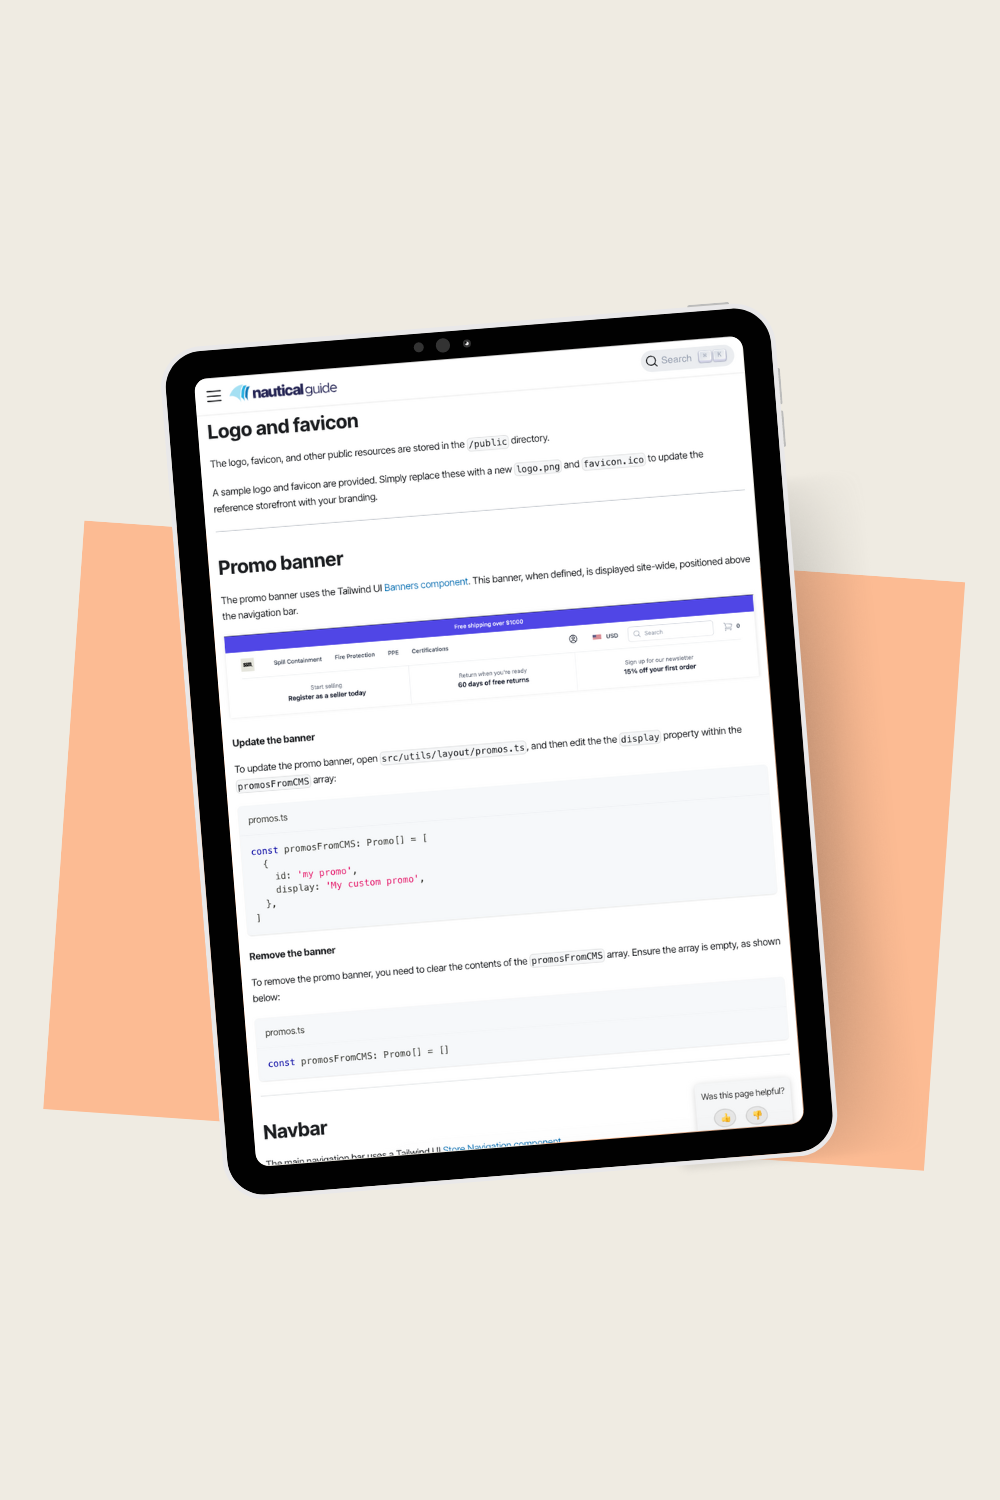 nautical guide
Search ⌘ K
Logo and favicon
The logo, favicon, and other public resources are stored in the /public directory.
A sample logo and favicon are provided. Simply replace these with a new logo.png and favicon.ico to update the
reference storefront with your branding.
Promo banner
The promo banner uses the Tailwind UI Banners component. This banner, when defined, is displayed site-wide, positioned above
the navigation bar.
Free shipping over $1000
Spill Containment Fire Protection PPE Certifications USD Search 0
Start selling
Register as a seller today
Return when you're ready
60 days of free returns
Sign up for our newsletter
15% off your first order
Update the banner
To update the promo banner, open src/utils/layout/promos.ts, and then edit the the display property within the
promosFromCMS array:
promos.ts
const promosFromCMS: Promo[] = [
{
id: 'my promo',
display: 'My custom promo',
},
]
Remove the banner
To remove the promo banner, you need to clear the contents of the promosFromCMS array. Ensure the array is empty, as shown
below:
promos.ts
const promosFromCMS: Promo[] = []
Was this page helpful?
Navbar
The main navigation bar uses a Tailwind UI Store Navigation component